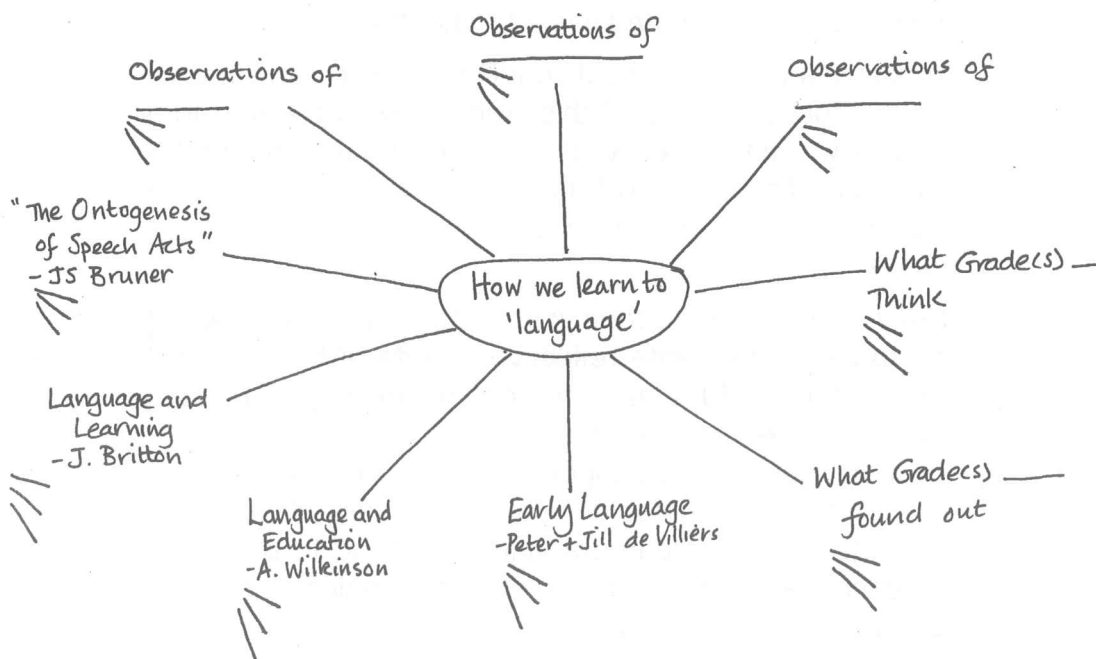 Observations of
Observations of
Observations of
"The Ontogenesis
of Speech Acts"
- JS Bruner
How we learn to
'language'
What Grade(s)
Think
Language and
Learning
- J. Britton
What Grade(s)
found out
Language and
Education
- A. Wilkinson
Early Language
- Peter + Jill de Villiers